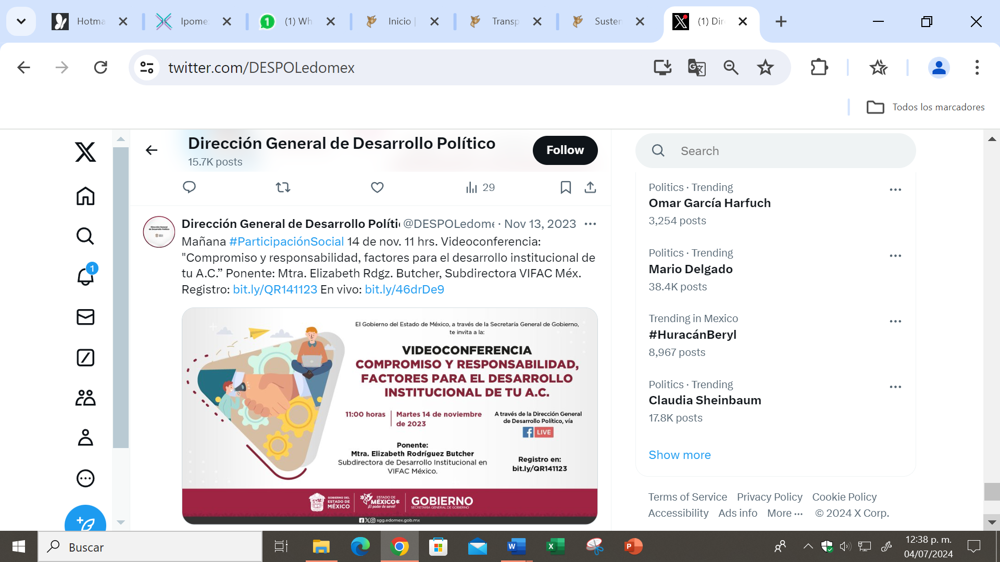 Hotma
Ipome
(1) Wh
Inicio |
Transp
Susten
(1) Dir
twitter.com/DESPOLedomex
Todos los marcadores
Dirección General de Desarrollo Político
15.7K posts
Follow
Search
29
Dirección General de Desarrollo Políti @DESPOLedome · Nov 13, 2023
Mañana #ParticipaciónSocial 14 de nov. 11 hrs. Videoconferencia:
"Compromiso y responsabilidad, factores para el desarrollo institucional de
tu A.C.” Ponente: Mtra. Elizabeth Rdgz. Butcher, Subdirectora VIFAC Méx.
Registro: bit.ly/QR141123 En vivo: bit.ly/46drDe9
El Gobierno del Estado de México, a través de la Secretaría General de Gobierno,
te invita a la:
VIDEOCONFERENCIA
COMPROMISO Y RESPONSABILIDAD,
FACTORES PARA EL DESARROLLO
INSTITUCIONAL DE TU A.C.
11:00 horas
Martes 14 de noviembre
de 2023
A través de la Dirección General
de Desarrollo Político, vía
LIVE
Ponente:
Mtra. Elizabeth Rodríguez Butcher
Subdirectora de Desarrollo Institucional en
VIFAC México.
Registro en:
bit.ly/QR141123
GOBIERNO DEL
ESTADO DE
MÉXICO
ESTADO DE
MÉXICO
¡El poder de servir!
GOBIERNO
SECRETARÍA GENERAL DE GOBIERNO
sgg.edomex.gob.mx
Politics · Trending
Omar García Harfuch
3,254 posts
Politics · Trending
Mario Delgado
38.4K posts
Trending in Mexico
#HuracánBeryl
8,967 posts
Politics · Trending
Claudia Sheinbaum
17.8K posts
Show more
Terms of Service Privacy Policy Cookie Policy
Accessibility Ads info More ··· © 2024 X Corp.
1
Buscar
12:38 p. m.
04/07/2024